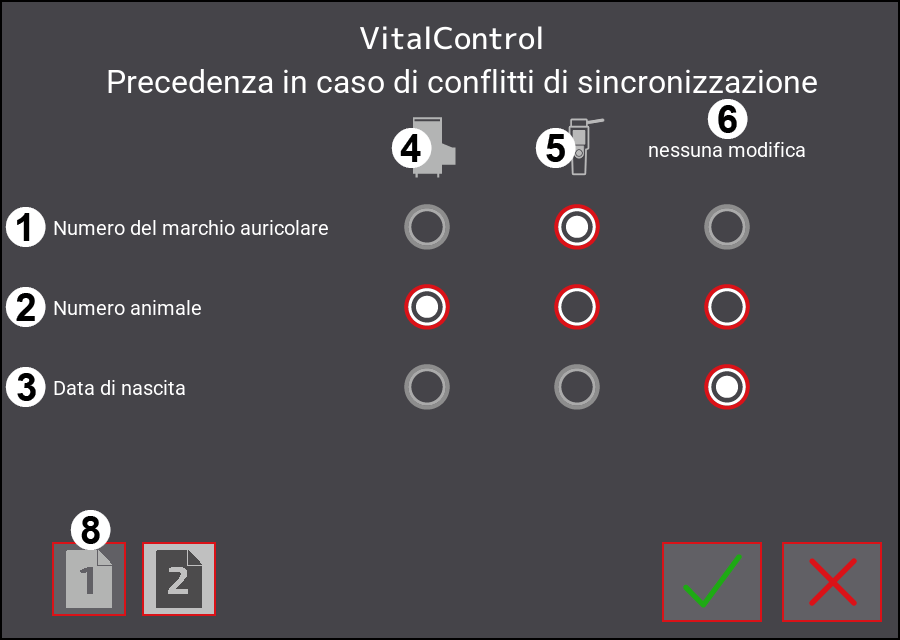 VitalControl
Precedenza in caso di conflitti di sincronizzazione
6
4 5 nessuna modifica
1 Numero del marchio auricolare
2 Numero animale
3 Data di nascita
8
1 2